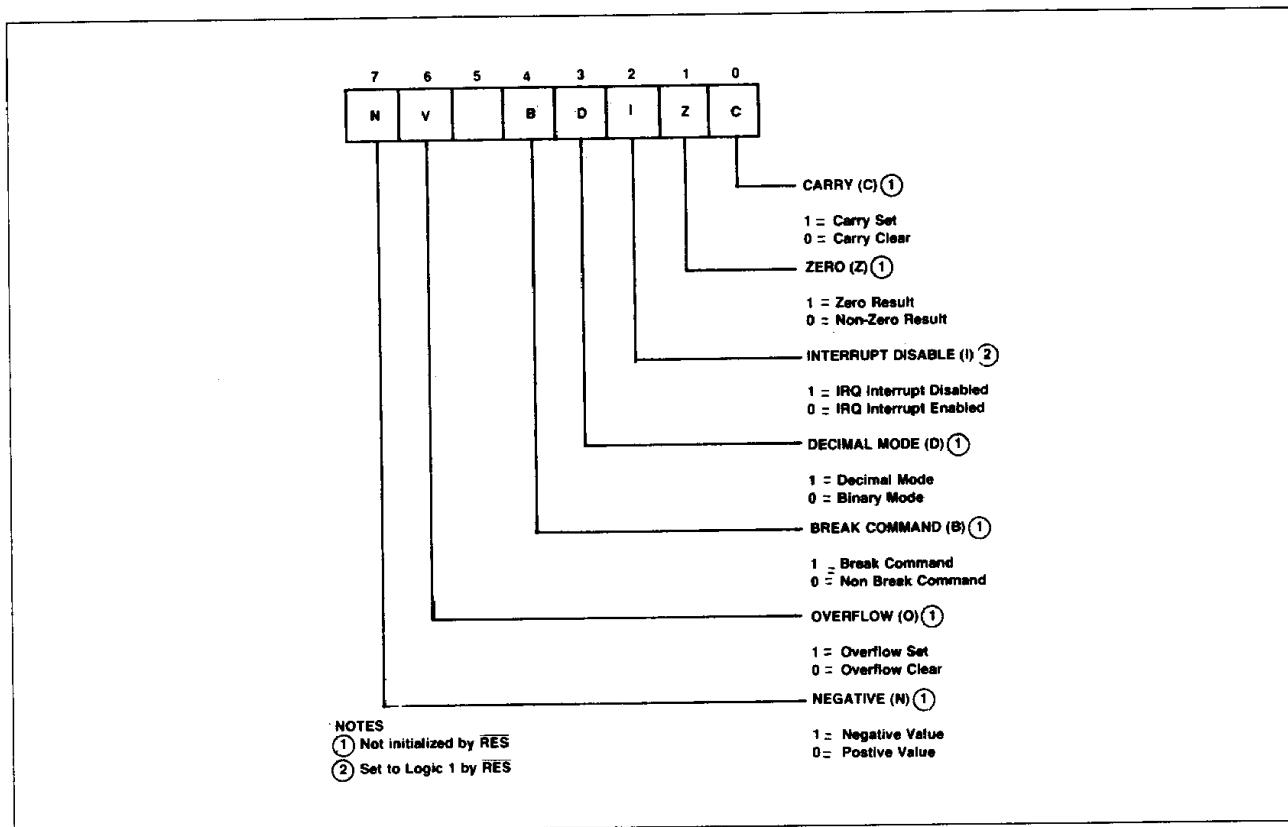 7 6 5 4 3 2 1 0
N V B D I Z C
CARRY (C) ①
1 = Carry Set
0 = Carry Clear
ZERO (Z) ①
1 = Zero Result
0 = Non-Zero Result
INTERRUPT DISABLE (I) ②
1 = IRQ Interrupt Disabled
0 = IRQ Interrupt Enabled
DECIMAL MODE (D) ①
1 = Decimal Mode
0 = Binary Mode
BREAK COMMAND (B) ①
1 = Break Command
0 = Non Break Command
OVERFLOW (O) ①
1 = Overflow Set
0 = Overflow Clear
NEGATIVE (N) ①
1 = Negative Value
0 = Postive Value
NOTES
① Not initialized by R̅E̅S̅
② Set to Logic 1 by R̅E̅S̅